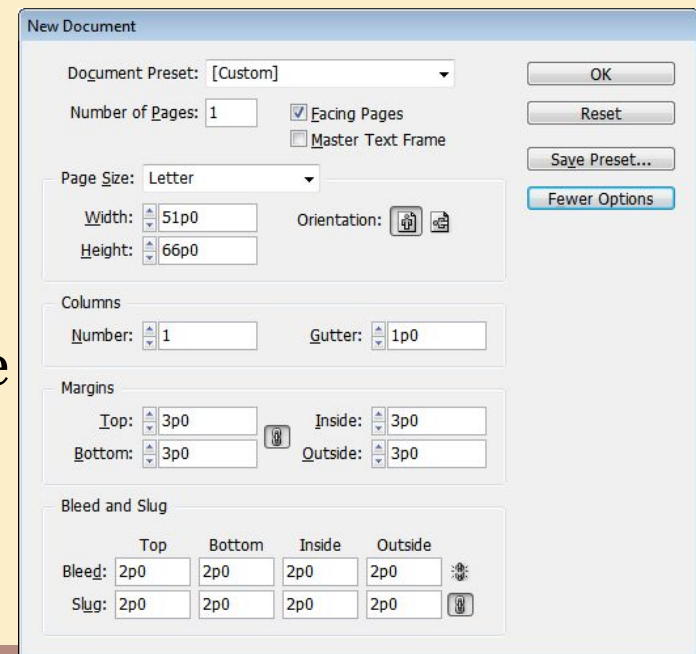 New Document
Document Preset: [Custom]
OK
Number of Pages: 1
Facing Pages
Reset
Master Text Frame
Save Preset...
Page Size: Letter
Fewer Options
Width: 51p0
Orientation:
Height: 66p0
Columns
Number: 1
Gutter: 1p0
e
Margins
Top: 3p0
Inside: 3p0
Bottom: 3p0
Outside: 3p0
Bleed and Slug
Top Bottom Inside Outside
Bleed: 2p0 2p0 2p0 2p0
Slug: 2p0 2p0 2p0 2p0